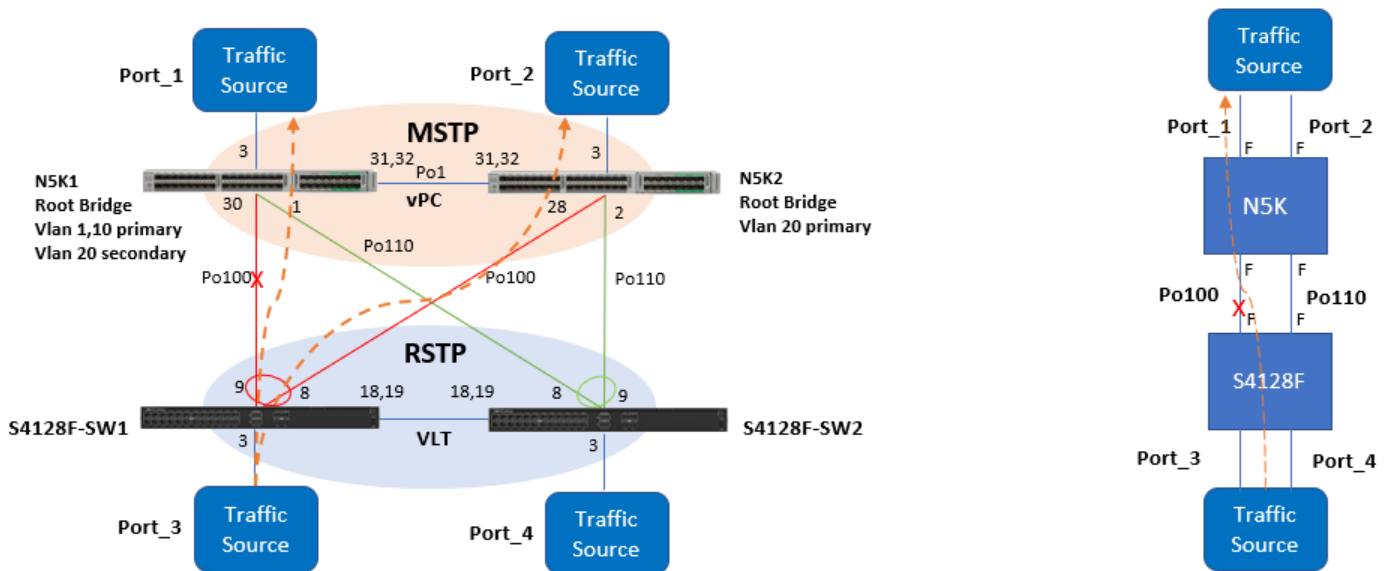 Traffic
Source
Port_1
Traffic
Source
Port_2
MSTP
3
31,32
Po1
31,32
3
N5K1
Root Bridge
Vlan 1,10 primary
Vlan 20 secondary
30
1
vPC
28
2
N5K2
Root Bridge
Vlan 20 primary
Po110
Po100
X
Po100
Po110
RSTP
9
8
18,19
18,19
8
9
S4128F-SW1
VLT
S4128F-SW2
3
3
Port_3
Traffic
Source
Port_4
Traffic
Source
Traffic
Source
Port_1
Port_2
F
F
N5K
F
F
Po100
X
Po110
F
F
S4128F
Port_3
Port_4
Traffic
Source